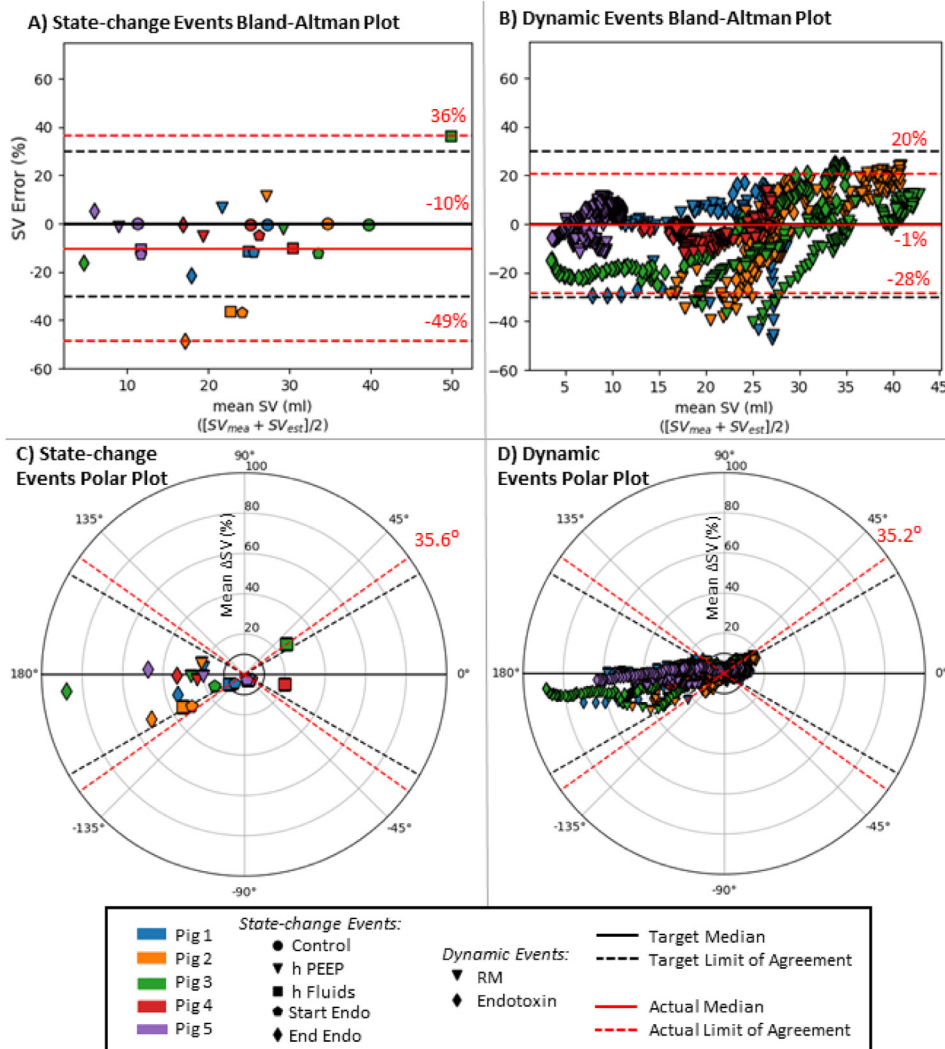 A) State-change Events Bland-Altman Plot
60
40
20
0
-20
-40
-60
SV Error (%)
36%
-10%
-49%
10 20 30 40 50
mean SV (ml)
([SV_mea + SV_est]/2)
B) Dynamic Events Bland-Altman Plot
60
40
20
0
−20
−40
−60
20%
-1%
-28%
5 10 15 20 25 30 35 40 45
mean SV (ml)
([SV_mea + SV_est]/2)
C) State-change
Events Polar Plot
90°
100
80
60
40
20
Mean ΔSV (%)
135°
45°
35.6°
180°
0°
-135°
-45°
-90°
D) Dynamic
Events Polar Plot
90°
100
80
60
40
20
Mean ΔSV (%)
135°
45°
35.2°
180°
0°
-135°
-45°
-90°
Pig 1
Pig 2
Pig 3
Pig 4
Pig 5
State-change Events:
Control
h PEEP
h Fluids
Start Endo
End Endo
Dynamic Events:
RM
Endotoxin
Target Median
Target Limit of Agreement
Actual Median
Actual Limit of Agreement